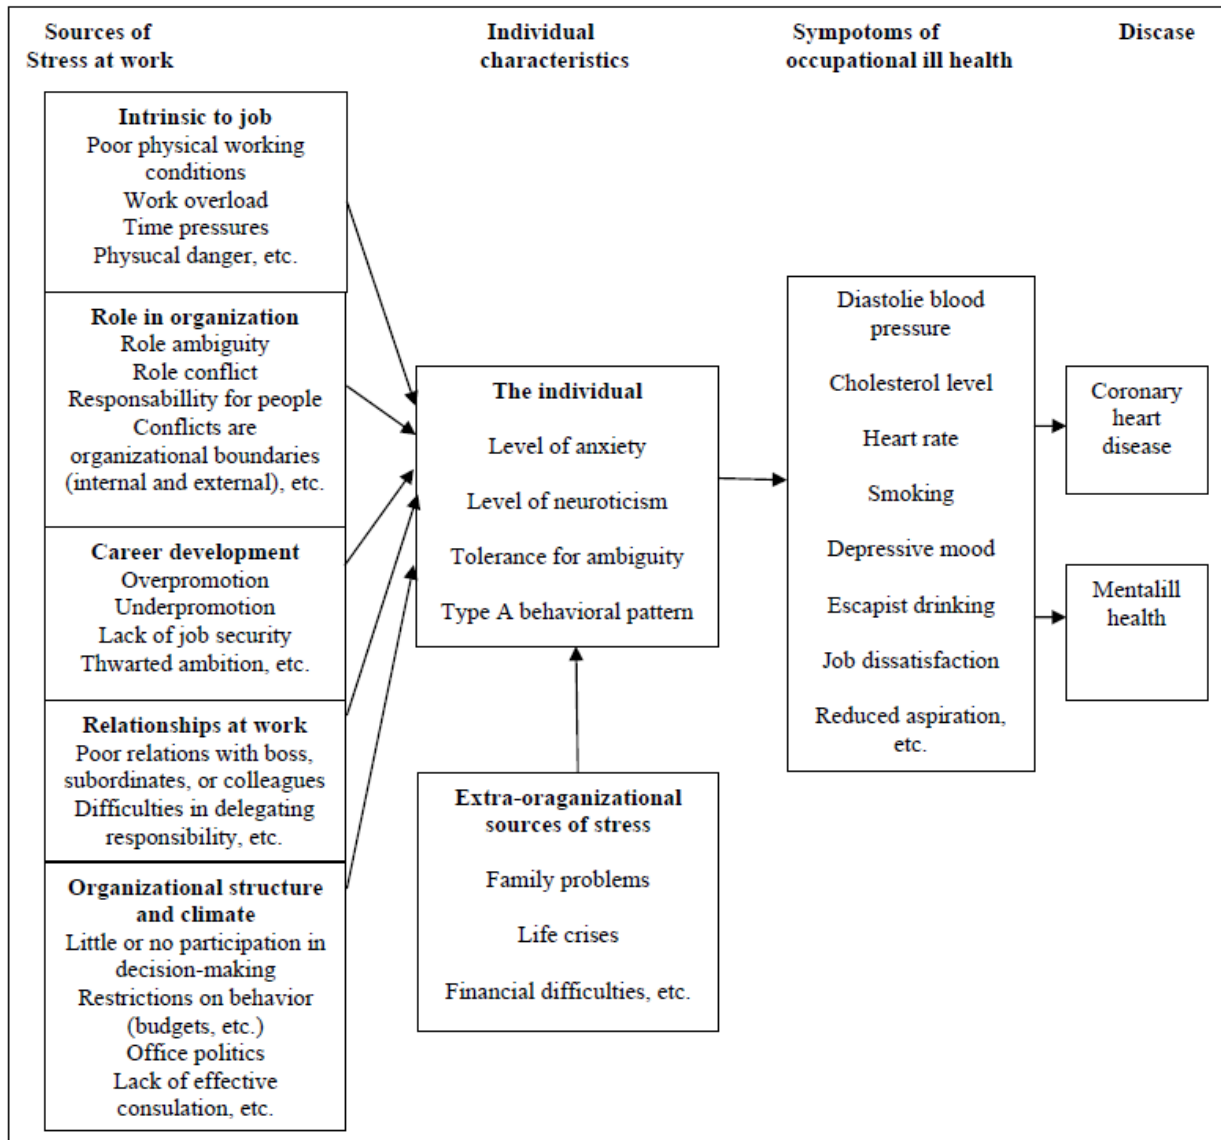 Sources of
Stress at work
Individual
characteristics
Sympotoms of
occupational ill health
Disease
Intrinsic to job
Poor physical working
conditions
Work overload
Time pressures
Physucal danger, etc.
Role in organization
Role ambiguity
Role conflict
Responsabillity for people
Conflicts are
organizational boundaries
(internal and external), etc.
Career development
Overpromotion
Underpromotion
Lack of job security
Thwarted ambition, etc.
Relationships at work
Poor relations with boss,
subordinates, or colleagues
Difficulties in delegating
responsibility, etc.
Organizational structure
and climate
Little or no participation in
decision-making
Restrictions on behavior
(budgets, etc.)
Office politics
Lack of effective
consulation, etc.
The individual
Level of anxiety
Level of neuroticism
Tolerance for ambiguity
Type A behavioral pattern
Extra-oraganizational
sources of stress
Family problems
Life crises
Financial difficulties, etc.
Diastolie blood
pressure
Cholesterol level
Heart rate
Smoking
Depressive mood
Escapist drinking
Job dissatisfaction
Reduced aspiration,
etc.
Coronary
heart
disease
Mentalill
health